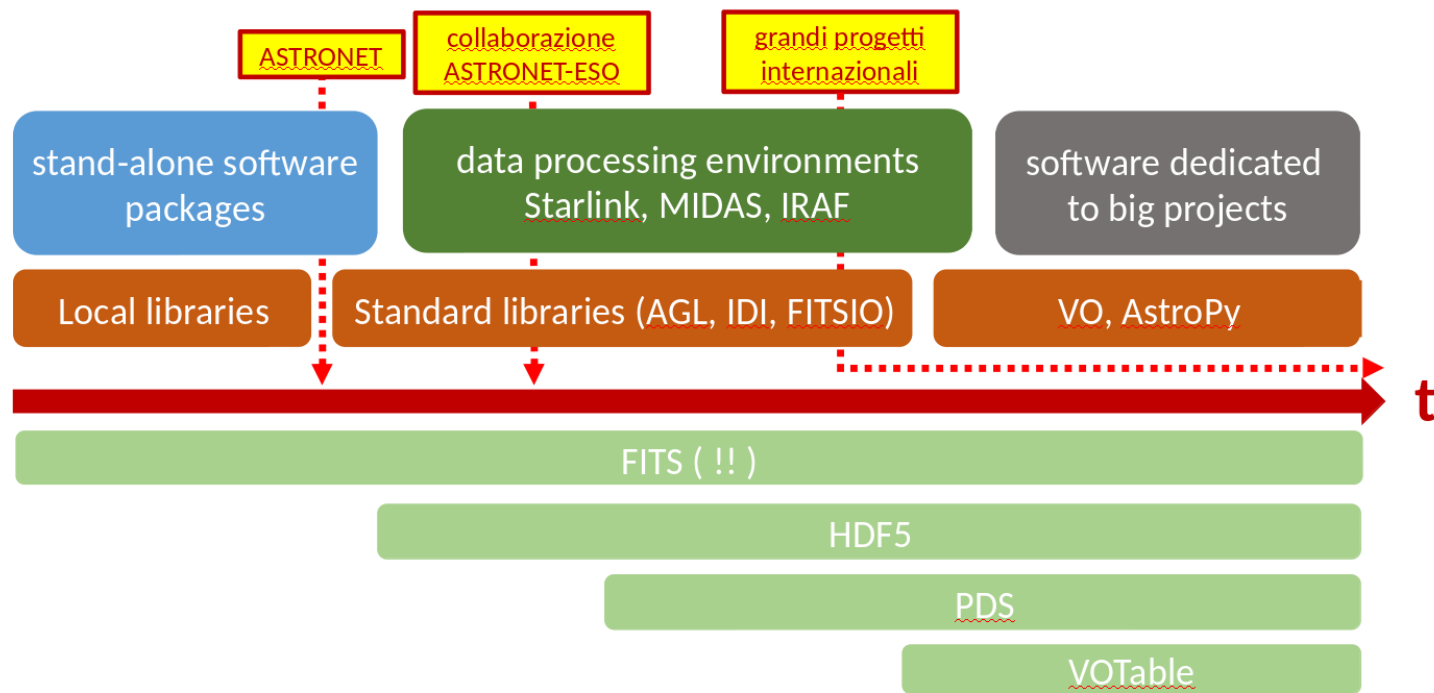 ASTRONET
collaborazione
ASTRONET-ESO
grandi progetti
internazionali
stand-alone software
packages
data processing environments
Starlink, MIDAS, IRAF
software dedicated
to big projects
Local libraries
Standard libraries (AGL, IDI, FITSIO)
VO, AstroPy
t
FITS ( !! )
HDF5
PDS
VOTable